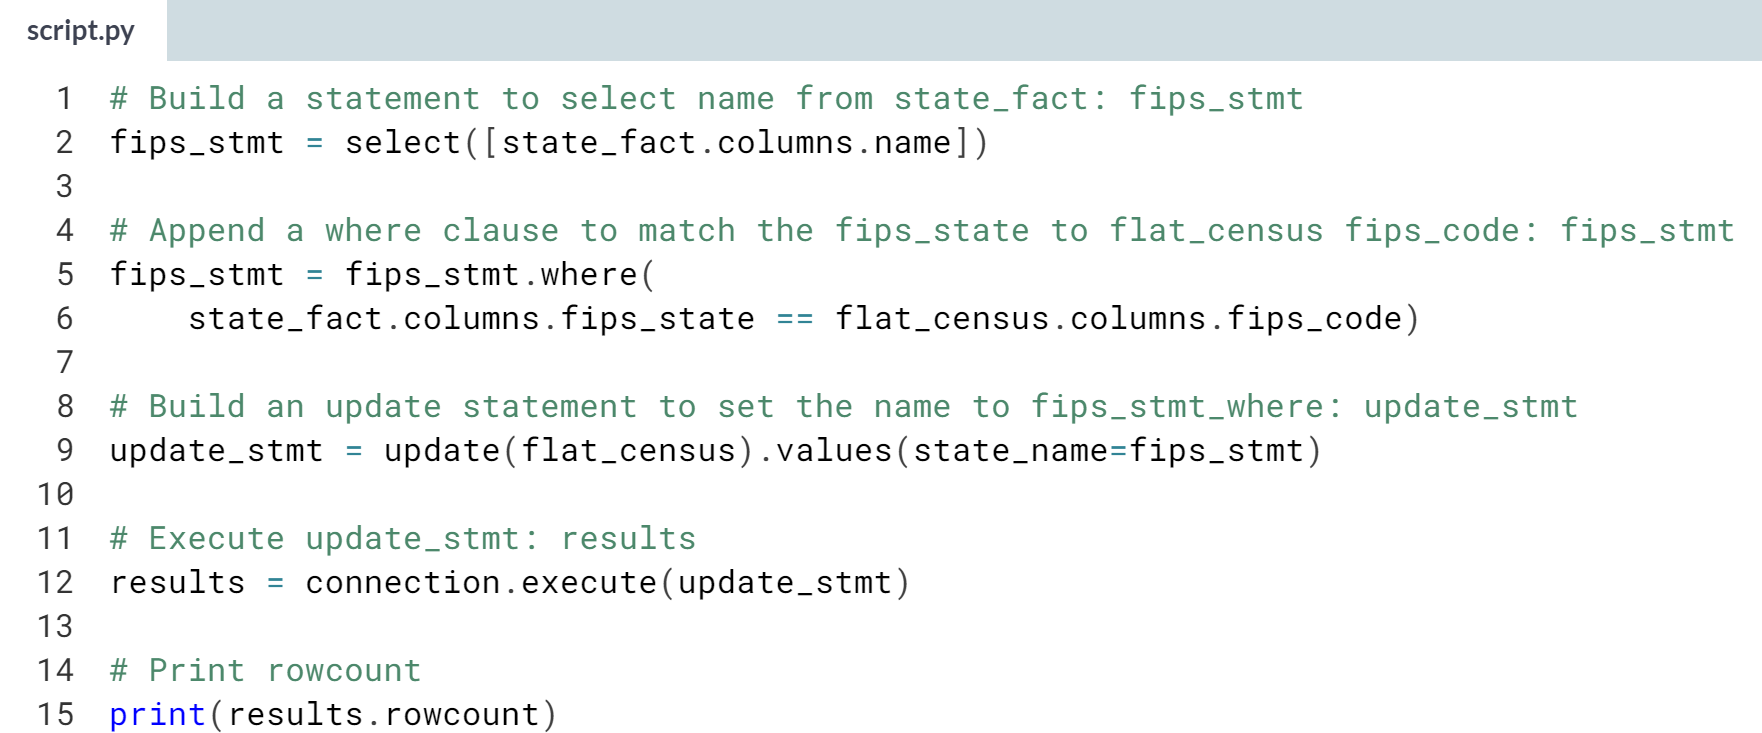 script.py
1 # Build a statement to select name from state_fact: fips_stmt
2 fips_stmt = select([state_fact.columns.name])
3
4 # Append a where clause to match the fips_state to flat_census fips_code: fips_stmt
5 fips_stmt = fips_stmt.where(
6     state_fact.columns.fips_state == flat_census.columns.fips_code)
7
8 # Build an update statement to set the name to fips_stmt_where: update_stmt
9 update_stmt = update(flat_census).values(state_name=fips_stmt)
10
11 # Execute update_stmt: results
12 results = connection.execute(update_stmt)
13
14 # Print rowcount
15 print(results.rowcount)